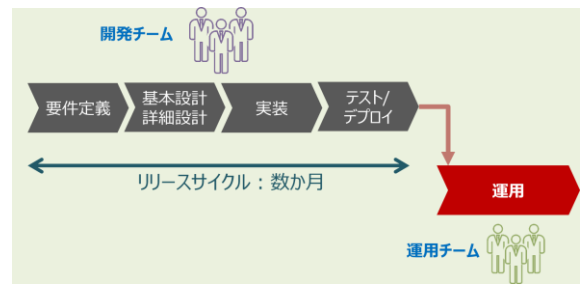 開発チーム
要件定義
基本設計
詳細設計
実装
テスト/
デプロイ
リリースサイクル：数か月
運用
運用チーム